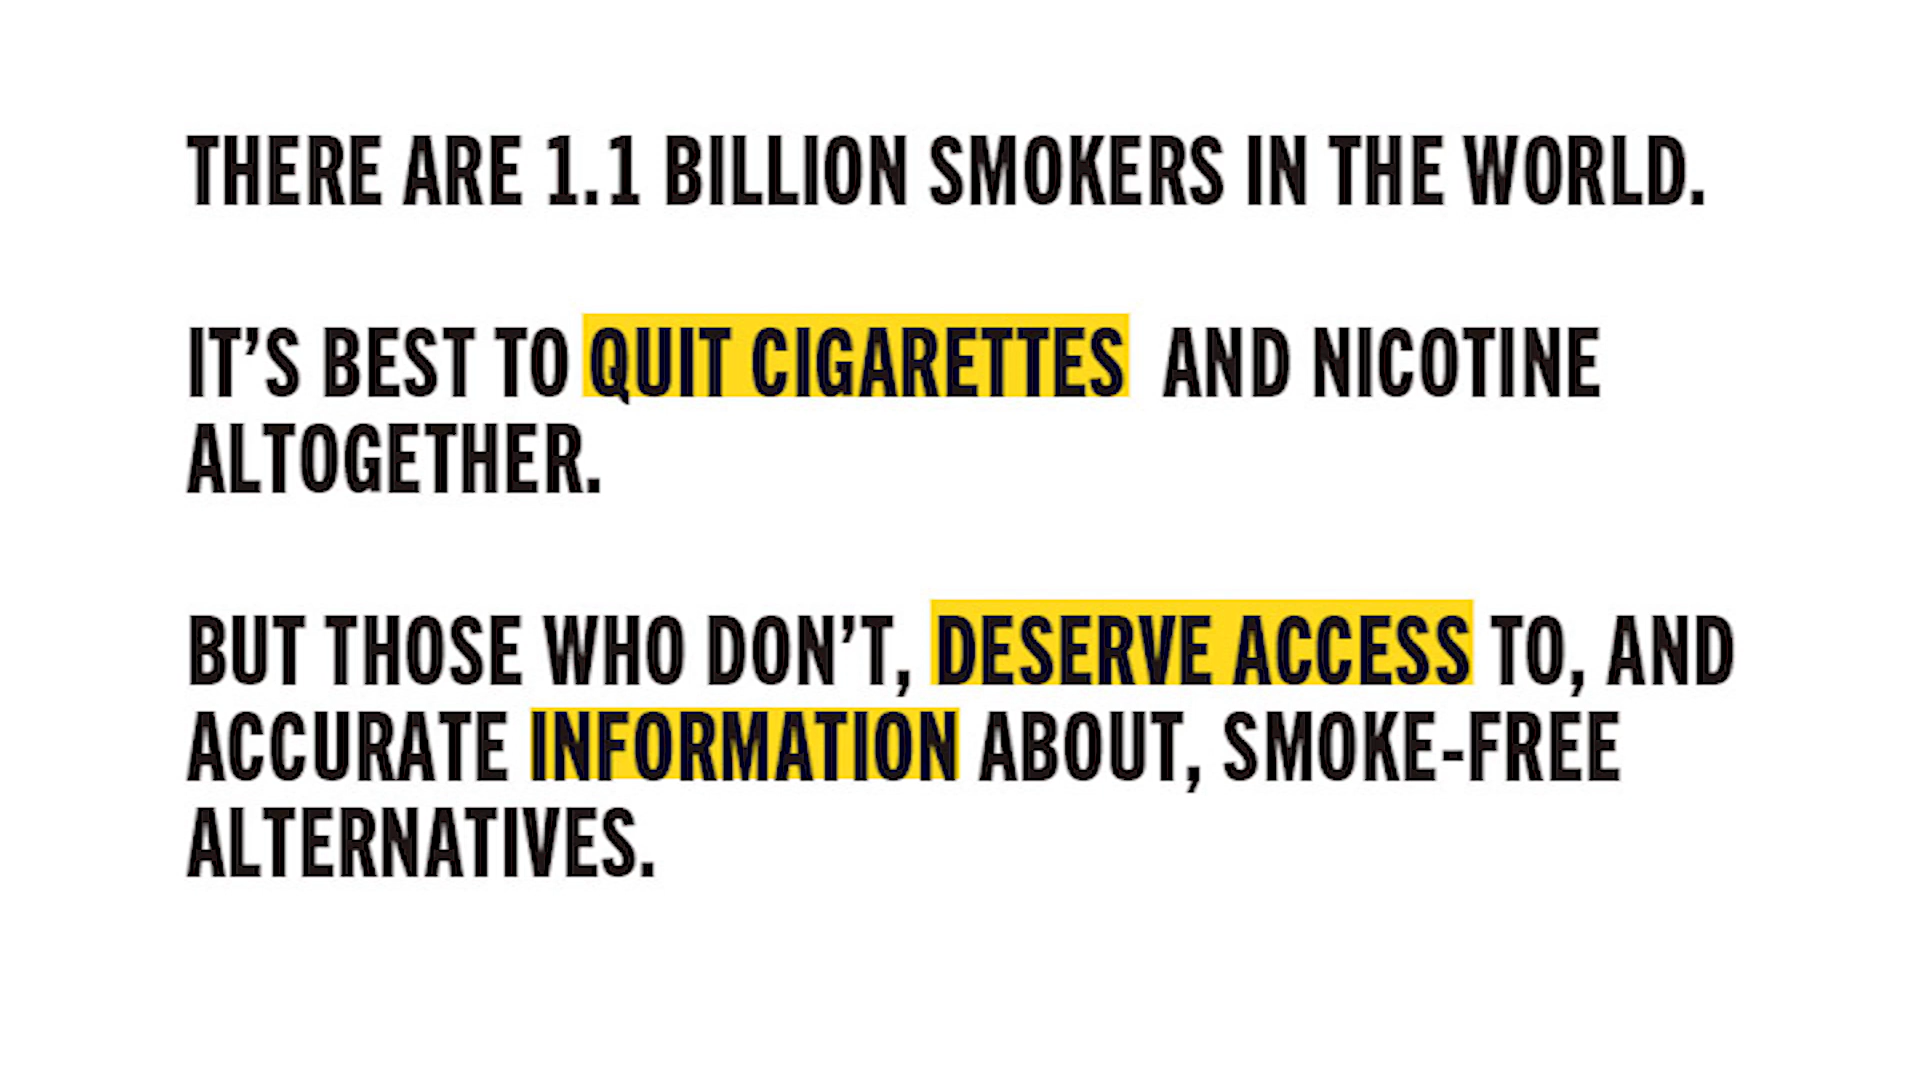 THERE ARE 1.1 BILLION SMOKERS IN THE WORLD.
IT’S BEST TO QUIT CIGARETTES AND NICOTINE
ALTOGETHER.
BUT THOSE WHO DON’T, DESERVE ACCESS TO, AND
ACCURATE INFORMATION ABOUT, SMOKE-FREE
ALTERNATIVES.